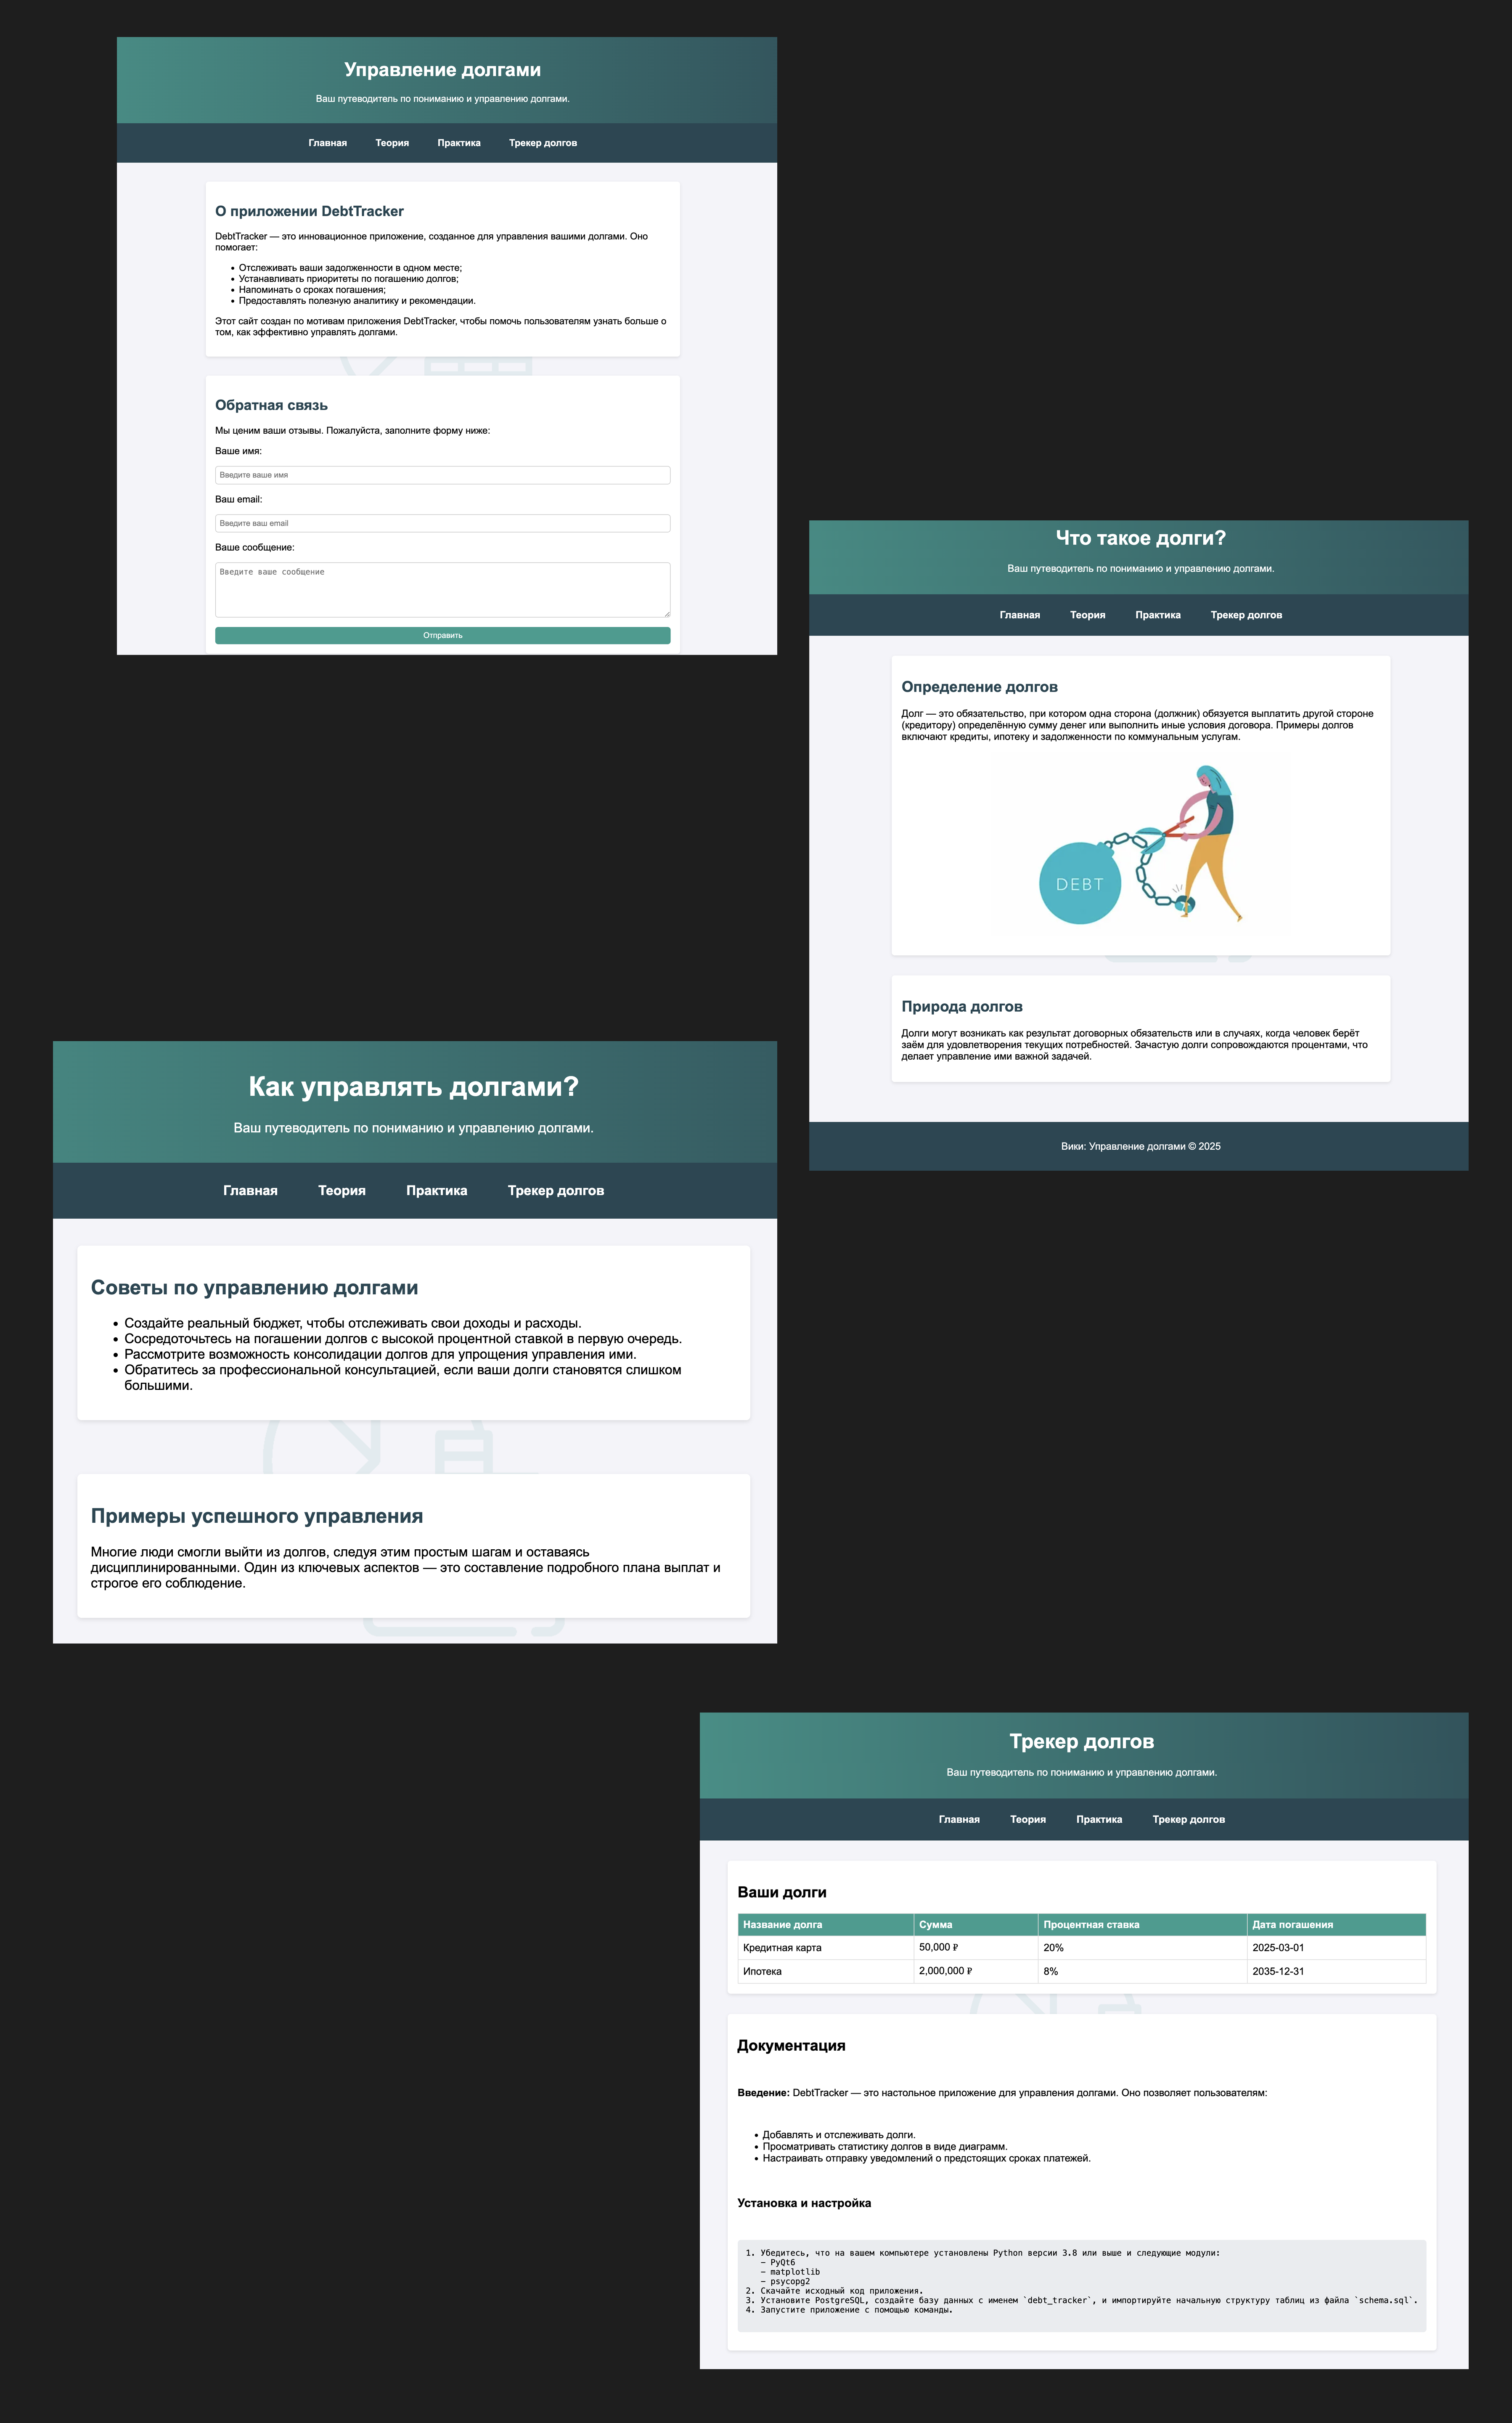 Управление долгами
Ваш путеводитель по пониманию и управлению долгами.
Главная Теория Практика Трекер долгов
О приложении DebtTracker
DebtTracker — это инновационное приложение, созданное для управления вашими долгами. Оно
помогает:
• Отслеживать ваши задолженности в одном месте;
• Устанавливать приоритеты по погашению долгов;
• Напоминать о сроках погашения;
• Предоставлять полезную аналитику и рекомендации.
Этот сайт создан по мотивам приложения DebtTracker, чтобы помочь пользователям узнать больше о
том, как эффективно управлять долгами.
Обратная связь
Мы ценим ваши отзывы. Пожалуйста, заполните форму ниже:
Ваше имя:
Введите ваше имя
Ваш email:
Введите ваш email
Ваше сообщение:
Введите ваше сообщение
Отправить
Что такое долги?
Ваш путеводитель по пониманию и управлению долгами.
Главная Теория Практика Трекер долгов
Определение долгов
Долг — это обязательство, при котором одна сторона (должник) обязуется выплатить другой стороне
(кредитору) определённую сумму денег или выполнить иные условия договора. Примеры долгов
включают кредиты, ипотеку и задолженности по коммунальным услугам.
DEBT
Природа долгов
Долги могут возникать как результат договорных обязательств или в случаях, когда человек берёт
заём для удовлетворения текущих потребностей. Зачастую долги сопровождаются процентами, что
делает управление ими важной задачей.
Вики: Управление долгами © 2025
Как управлять долгами?
Ваш путеводитель по пониманию и управлению долгами.
Главная Теория Практика Трекер долгов
Советы по управлению долгами
• Создайте реальный бюджет, чтобы отслеживать свои доходы и расходы.
• Сосредоточьтесь на погашении долгов с высокой процентной ставкой в первую очередь.
• Рассмотрите возможность консолидации долгов для упрощения управления ими.
• Обратитесь за профессиональной консультацией, если ваши долги становятся слишком
большими.
Примеры успешного управления
Многие люди смогли выйти из долгов, следуя этим простым шагам и оставаясь
дисциплинированными. Один из ключевых аспектов — это составление подробного плана выплат и
строгое его соблюдение.
Трекер долгов
Ваш путеводитель по пониманию и управлению долгами.
Главная Теория Практика Трекер долгов
Ваши долги
Название долга Сумма Процентная ставка Дата погашения
Кредитная карта 50,000 ₽ 20% 2025-03-01
Ипотека 2,000,000 ₽ 8% 2035-12-31
Документация
Введение: DebtTracker — это настольное приложение для управления долгами. Оно позволяет пользователям:
• Добавлять и отслеживать долги.
• Просматривать статистику долгов в виде диаграмм.
• Настраивать отправку уведомлений о предстоящих сроках платежей.
Установка и настройка
1. Убедитесь, что на вашем компьютере установлены Python версии 3.8 или выше и следующие модули:
- PyQt6
- matplotlib
- psycopg2
2. Скачайте исходный код приложения.
3. Установите PostgreSQL, создайте базу данных с именем `debt_tracker`, и импортируйте начальную структуру таблиц из файла `schema.sql`.
4. Запустите приложение с помощью команды.